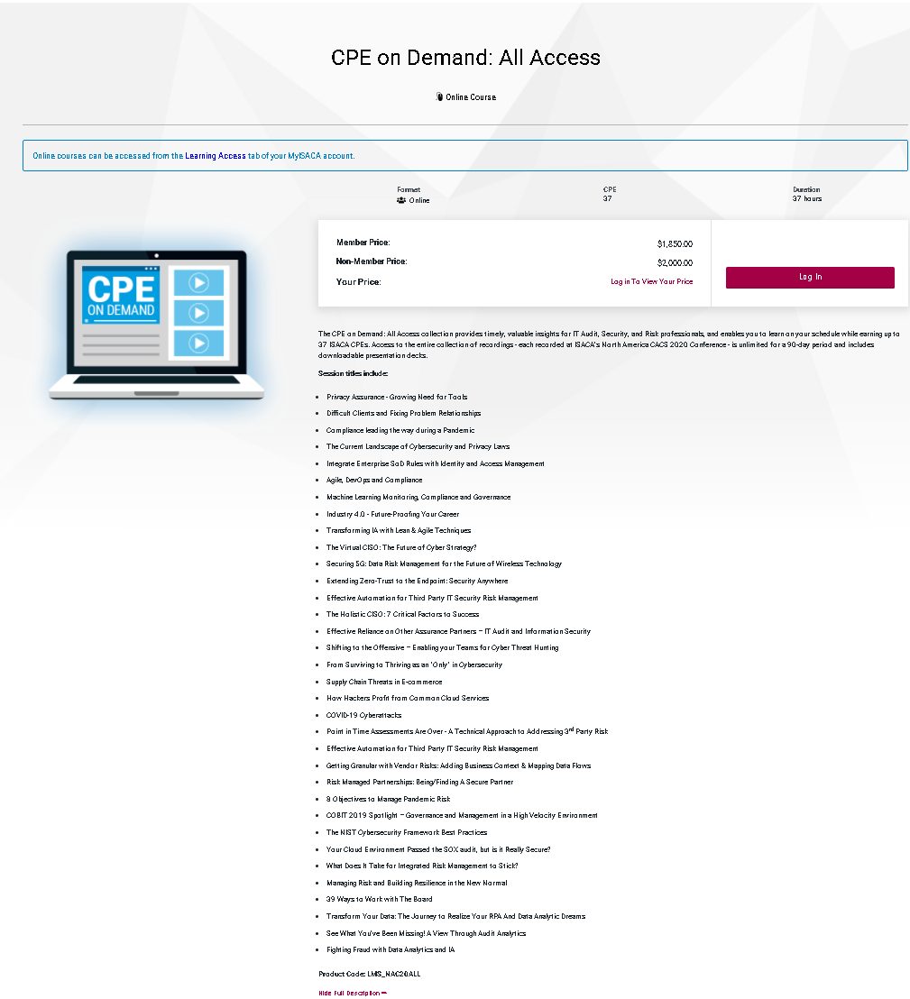 CPE on Demand: All Access
Online Course
Online courses can be accessed from the Learning Access tab of your MyISACA account.
Format
Online
CPE
37
Duration
37 hours
CPE
ON DEMAND
Member Price:
$1,850.00
Non-Member Price:
$2,000.00
Your Price:
Log in To View Your Price
Log In
The CPE on Demand: All Access collection provides timely, valuable insights for IT Audit, Security, and Risk professionals, and enables you to learn on your schedule while earning up to
37 ISACA CPEs. Access to the entire collection of recordings - each recorded at ISACA's North America CACS 2020 Conference - is unlimited for a 90-day period and includes
downloadable presentation decks.
Session titles include:
• Privacy Assurance - Growing Need for Tools
• Difficult Clients and Fixing Problem Relationships
• Compliance leading the way during a Pandemic
• The Current Landscape of Cybersecurity and Privacy Laws
• Integrate Enterprise SoD Rules with Identity and Access Management
• Agile, DevOps and Compliance
• Machine Learning Monitoring, Compliance and Governance
• Industry 4.0 - Future-Proofing Your Career
• Transforming IA with Lean & Agile Techniques
• The Virtual CISO: The Future of Cyber Strategy?
• Securing 5G: Data Risk Management for the Future of Wireless Technology
• Extending Zero-Trust to the Endpoint: Security Anywhere
• Effective Automation for Third Party IT Security Risk Management
• The Holistic CISO: 7 Critical Factors to Success
• Effective Reliance on Other Assurance Partners – IT Audit and Information Security
• Shifting to the Offensive – Enabling your Teams for Cyber Threat Hunting
• From Surviving to Thriving as an "Only" in Cybersecurity
• Supply Chain Threats in E-commerce
• How Hackers Profit from Common Cloud Services
• COVID-19 Cyberattacks
• Point in Time Assessments Are Over - A Technical Approach to Addressing 3rd Party Risk
• Effective Automation for Third Party IT Security Risk Management
• Getting Granular with Vendor Risks: Adding Business Context & Mapping Data Flows
• Risk Managed Partnerships: Being/Finding A Secure Partner
• 8 Objectives to Manage Pandemic Risk
• COBIT 2019 Spotlight – Governance and Management in a High Velocity Environment
• The NIST Cybersecurity Framework Best Practices
• Your Cloud Environment Passed the SOX audit, but is it Really Secure?
• What Does It Take for Integrated Risk Management to Stick?
• Managing Risk and Building Resilience in the New Normal
• 39 Ways to Work with The Board
• Transform Your Data: The Journey to Realize Your RPA And Data Analytic Dreams
• See What You've Been Missing! A View Through Audit Analytics
• Fighting Fraud with Data Analytics and IA
Product Code: LMS_NAC20ALL
Hide Full Description